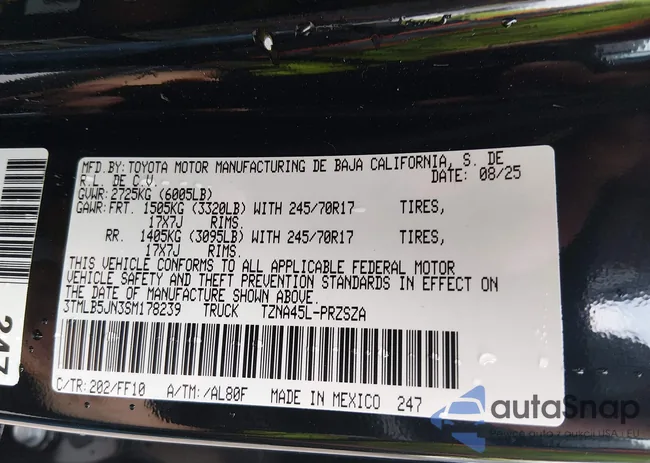 MFD.BY:TOYOTA MOTOR MANUFACTURING DE BAJA CALIFORNIA, S. DE
R.L. DE C.V. DATE: 08/25
GVWR:2725KG (6005LB)
GAWR:FRT. 1505KG (3320LB) WITH 245/70R17 TIRES,
17X7J RIMS.
RR. 1405KG (3095LB) WITH 245/70R17 TIRES,
17X7J RIMS.
THIS VEHICLE CONFORMS TO ALL APPLICABLE FEDERAL MOTOR
VEHICLE SAFETY AND THEFT PREVENTION STANDARDS IN EFFECT ON
THE DATE OF MANUFACTURE SHOWN ABOVE.
3TMLB5JN3SM178239 TRUCK TZNA45L-PRZSZA
C/TR:202/FF10 A/TM:/AL80F MADE IN MEXICO 247
247
autaSnap